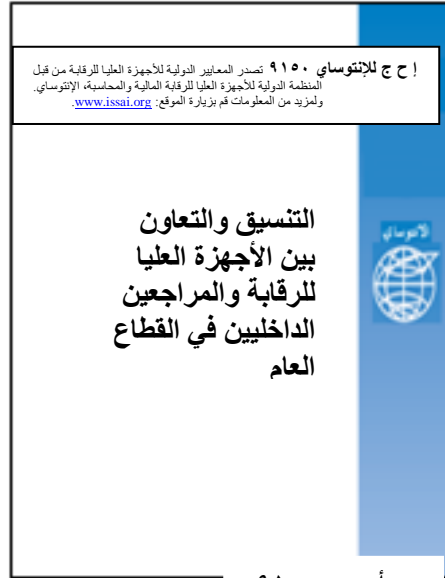 إ ح ج للإنتوساي ٩١٥٠ تصدر المعايير الدولية للأجهزة العليا للرقابة من قبل
المنظمة الدولية للأجهزة العليا للرقابة المالية والمحاسبة، الإنتوساي.
ولمزيد من المعلومات قم بزيارة الموقع: www.issai.org.
الانتوساي
التنسيق والتعاون
بين الأجهزة العليا
للرقابة والمراجعين
الداخليين في القطاع
العام